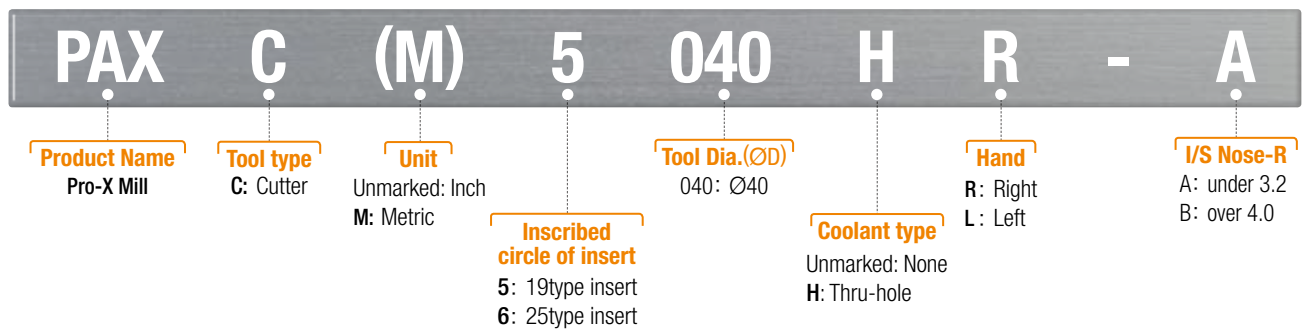 PAX C (M) 5 040 H R - A
Product Name
Pro-X Mill
Tool type
C: Cutter
Unit
Unmarked: Inch
M: Metric
Inscribed
circle of insert
5: 19type insert
6: 25type insert
Tool Dia.(ØD)
040: Ø40
Coolant type
Unmarked: None
H: Thru-hole
Hand
R: Right
L: Left
I/S Nose-R
A: under 3.2
B: over 4.0